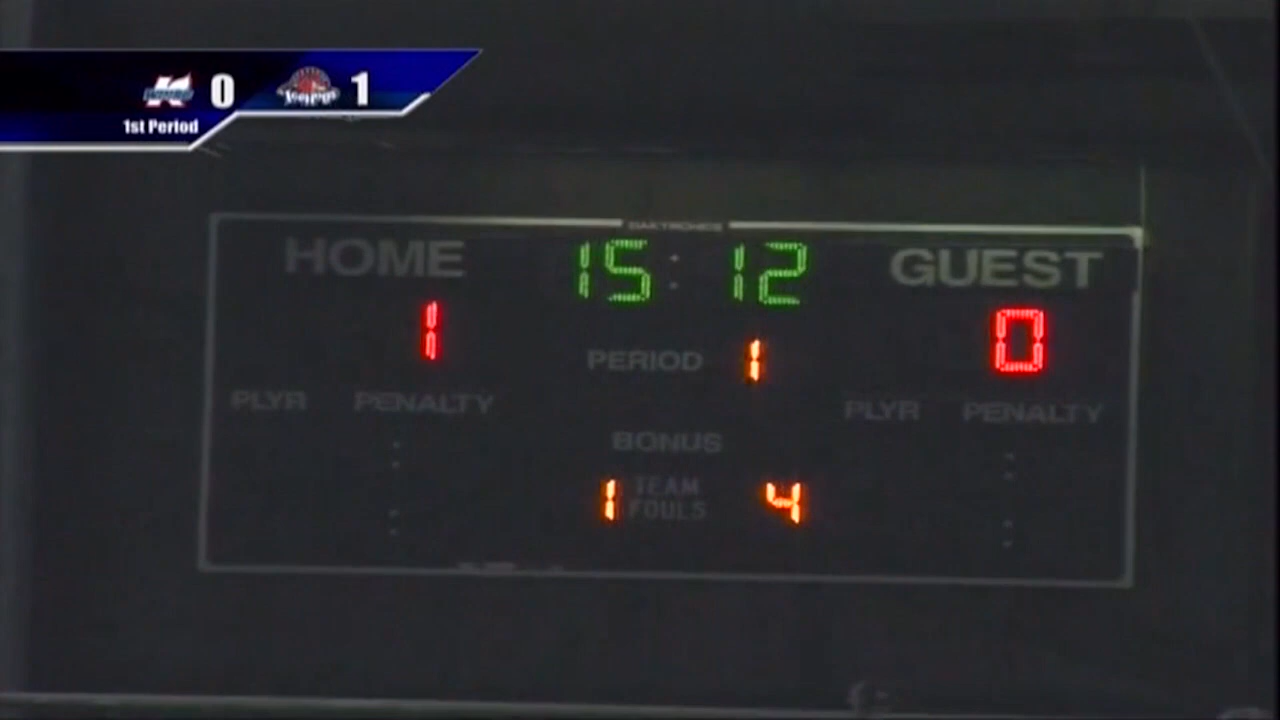 0 1
1st Period
DAKTRONICS
HOME 15:12 GUEST
1 PERIOD 1 0
PLYR PENALTY PLYR PENALTY
BONUS
1 TEAM FOULS 4